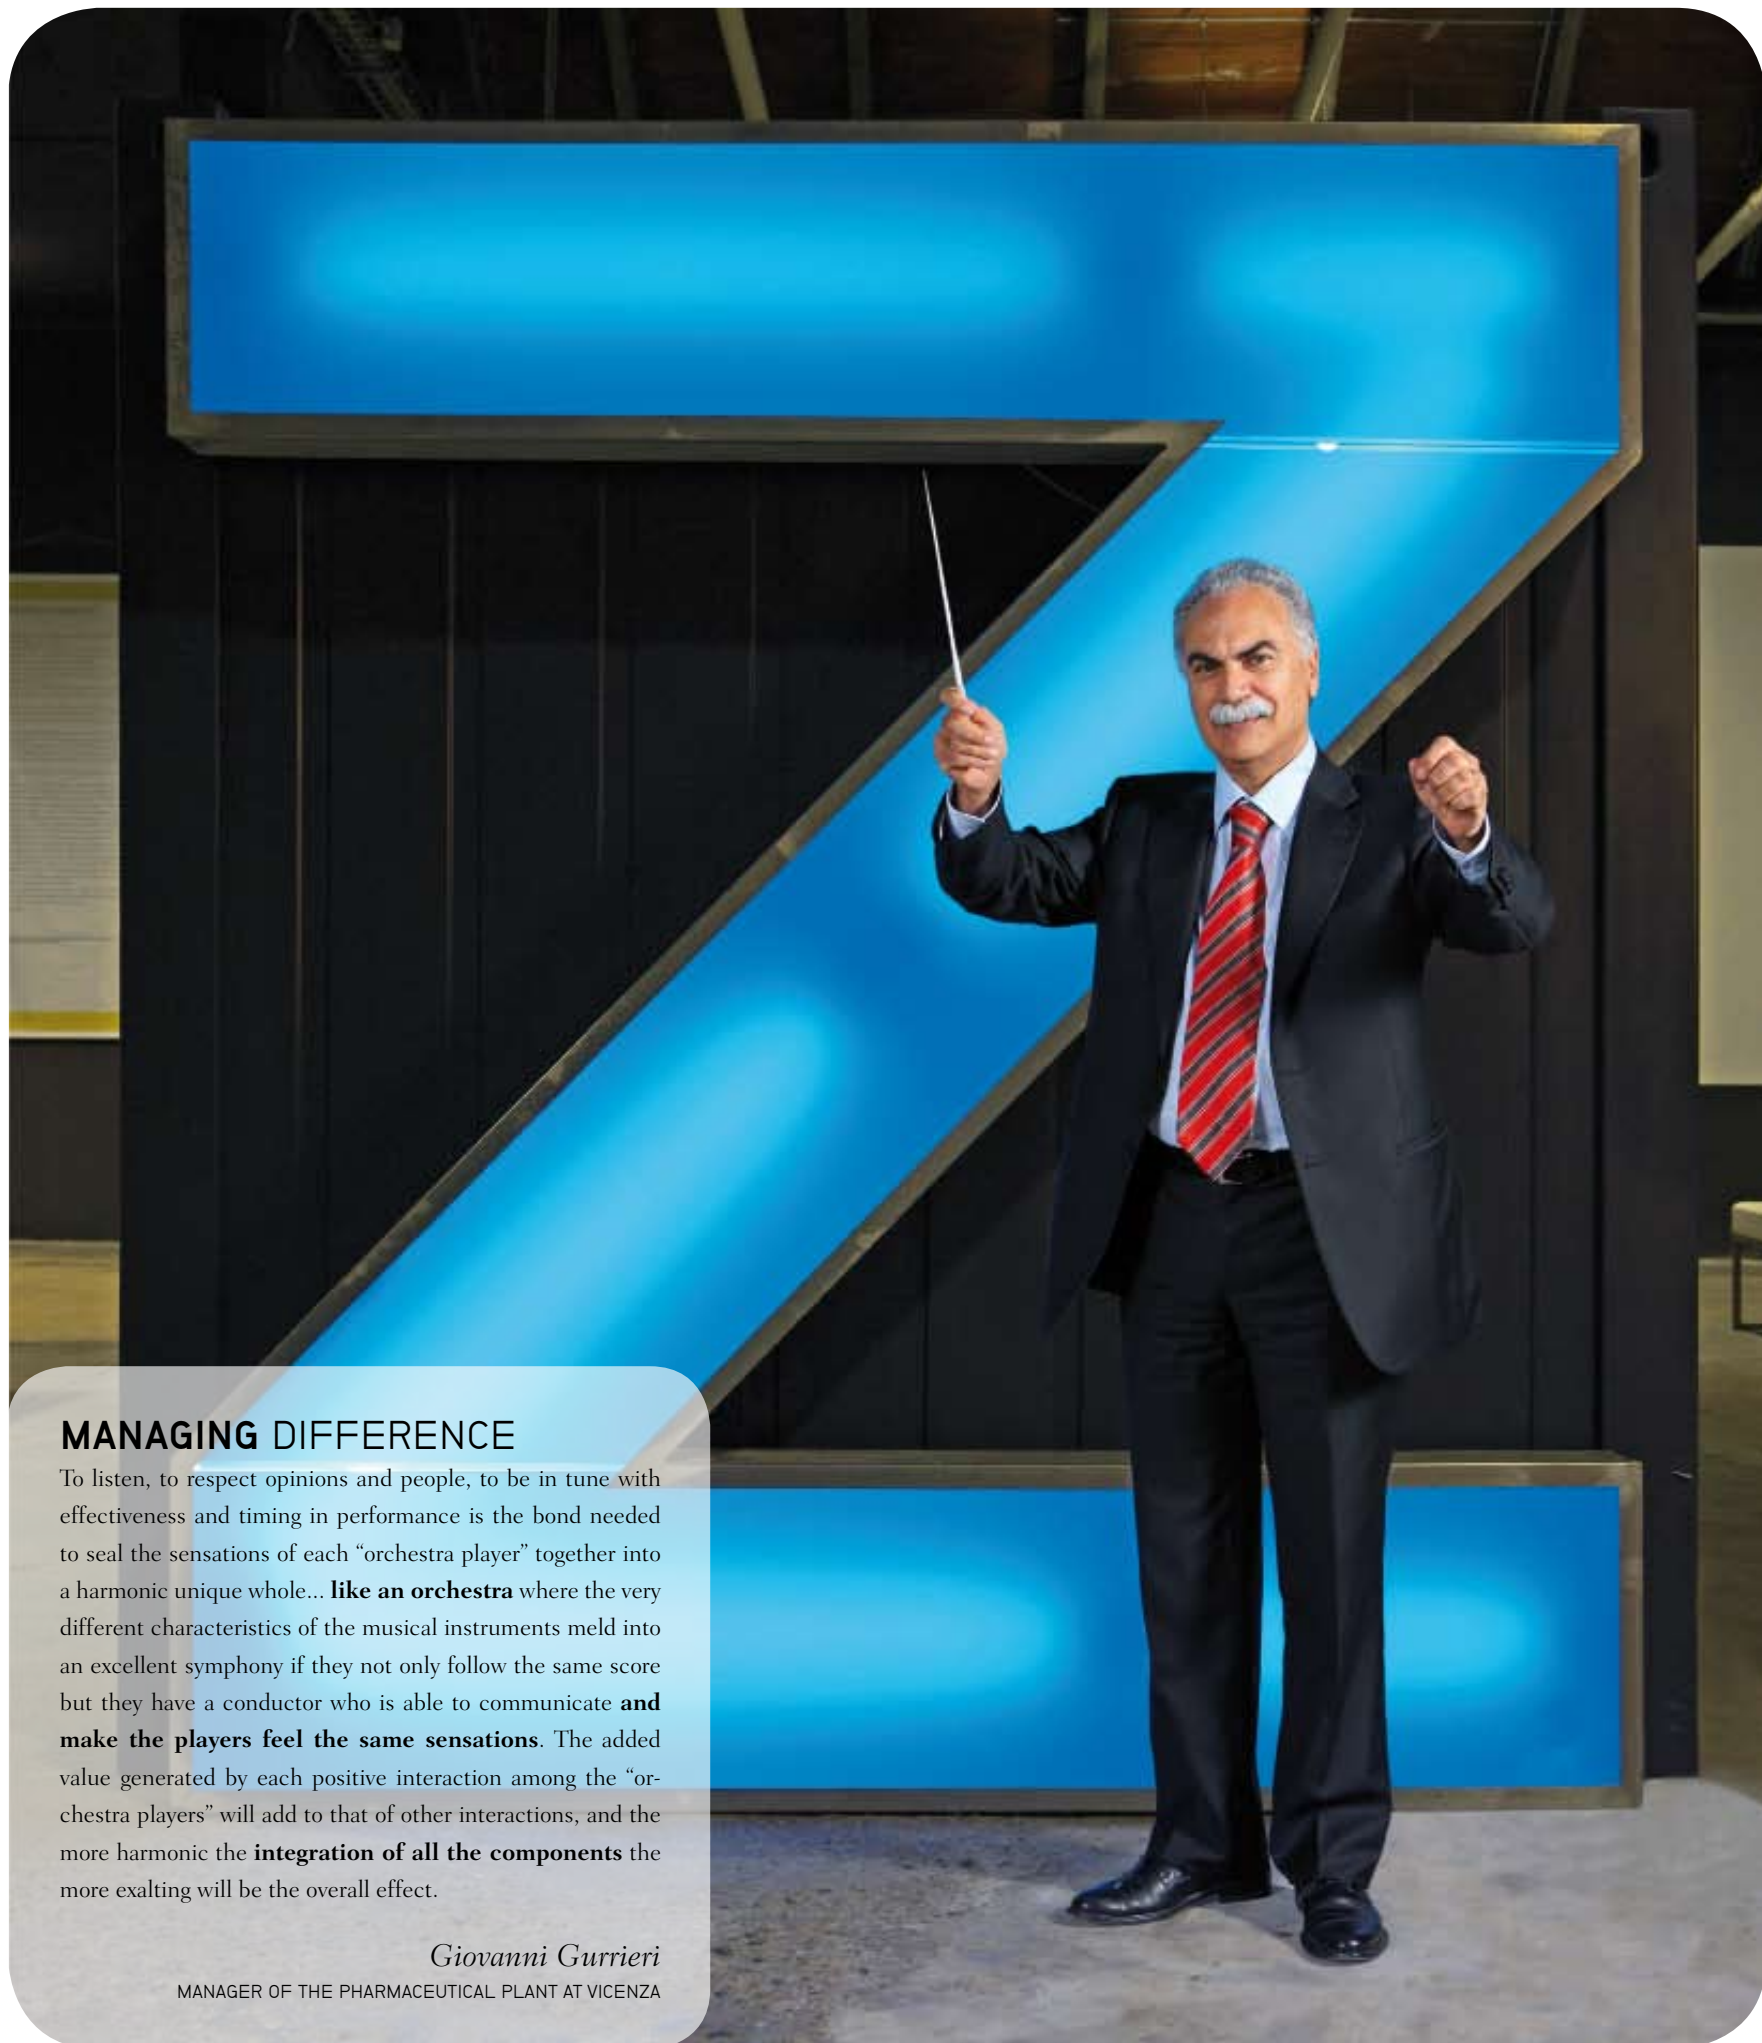 Z
MANAGING DIFFERENCE
To listen, to respect opinions and people, to be in tune with
effectiveness and timing in performance is the bond needed
to seal the sensations of each “orchestra player” together into
a harmonic unique whole... like an orchestra where the very
different characteristics of the musical instruments meld into
an excellent symphony if they not only follow the same score
but they have a conductor who is able to communicate and
make the players feel the same sensations. The added
value generated by each positive interaction among the “or-
chestra players” will add to that of other interactions, and the
more harmonic the integration of all the components the
more exalting will be the overall effect.
Giovanni Gurrieri
MANAGER OF THE PHARMACEUTICAL PLANT AT VICENZA